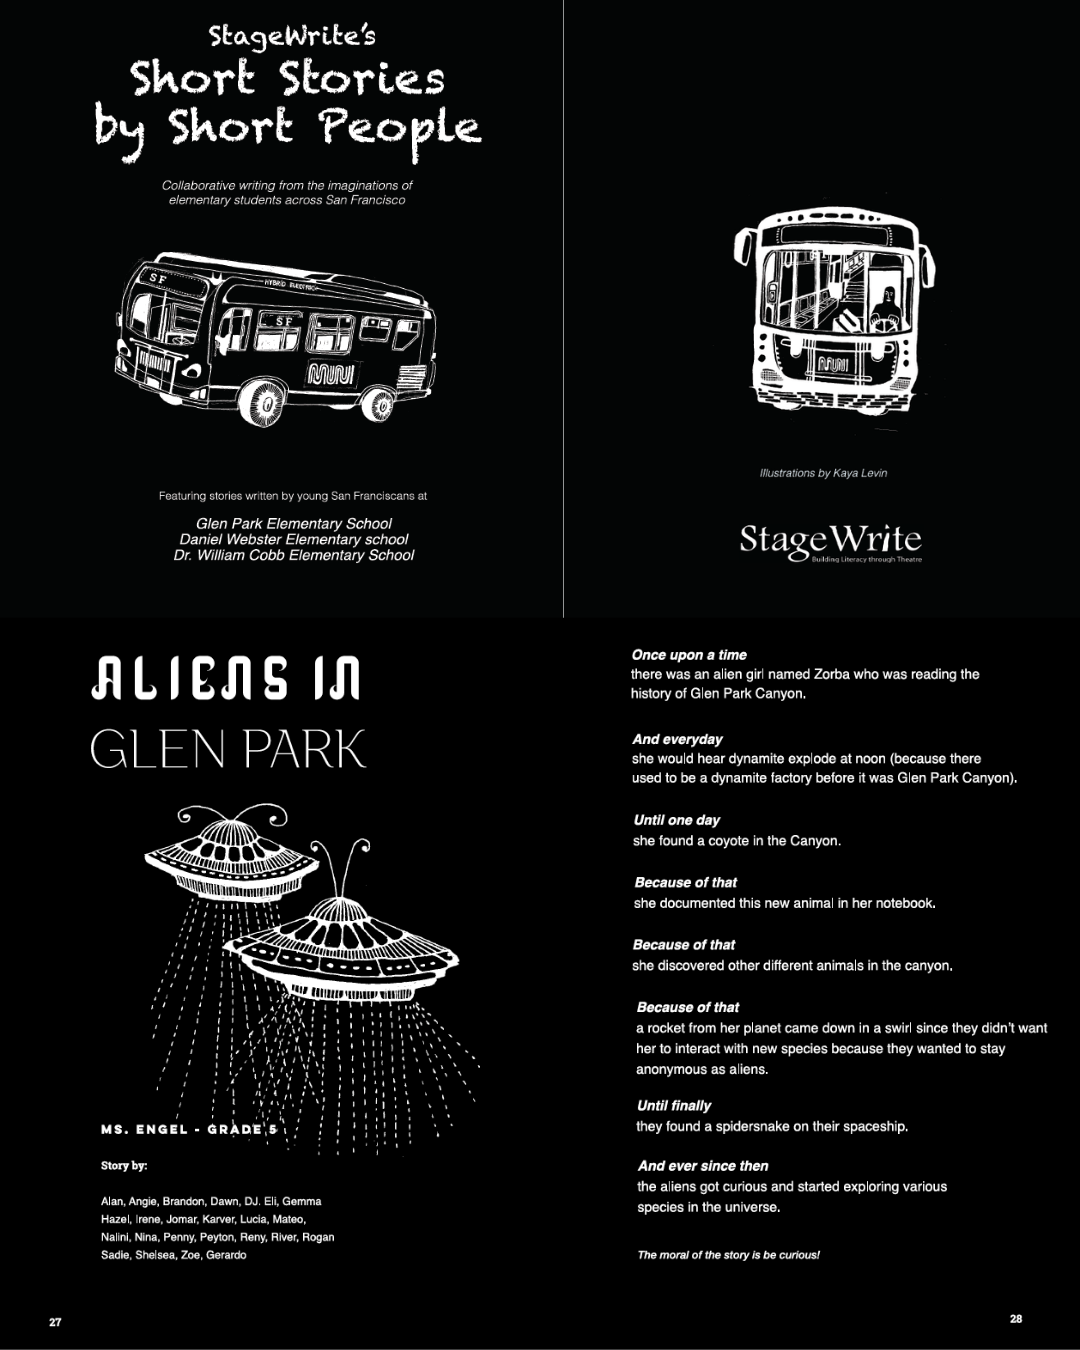 StageWrite's
Short Stories
by Short People
Collaborative writing from the imaginations of
elementary students across San Francisco
SF
HYBRID ELECTRIC
SF
MUNI
MUNI
Featuring stories written by young San Franciscans at
Glen Park Elementary School
Daniel Webster Elementary school
Dr. William Cobb Elementary School
MUNI
Illustrations by Kaya Levin
StageWrite
Building Literacy through Theatre
ALIENS IN
GLEN PARK
MS. ENGEL - GRADE 5
Story by:
Alan, Angie, Brandon, Dawn, DJ. Eli, Gemma
Hazel, Irene, Jomar, Karver, Lucia, Mateo,
Nalini, Nina, Penny, Peyton, Reny, River, Rogan
Sadie, Shelsea, Zoe, Gerardo
27
Once upon a time
there was an alien girl named Zorba who was reading the
history of Glen Park Canyon.
And everyday
she would hear dynamite explode at noon (because there
used to be a dynamite factory before it was Glen Park Canyon).
Until one day
she found a coyote in the Canyon.
Because of that
she documented this new animal in her notebook.
Because of that
she discovered other different animals in the canyon,
Because of that
a rocket from her planet came down in a swirl since they didn't want
her to interact with new species because they wanted to stay
anonymous as aliens.
Until finally
they found a spidersnake on their spaceship.
And ever since then
the aliens got curious and started exploring various
species in the universe.
The moral of the story is be curious!
28